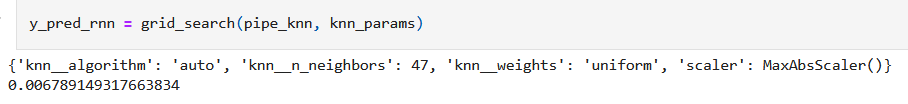 y_pred_rnn = grid_search(pipe_knn, knn_params)
{'knn__algorithm': 'auto', 'knn__n_neighbors': 47, 'knn__weights': 'uniform', 'scaler': MaxAbsScaler()}
0.006789149317663834